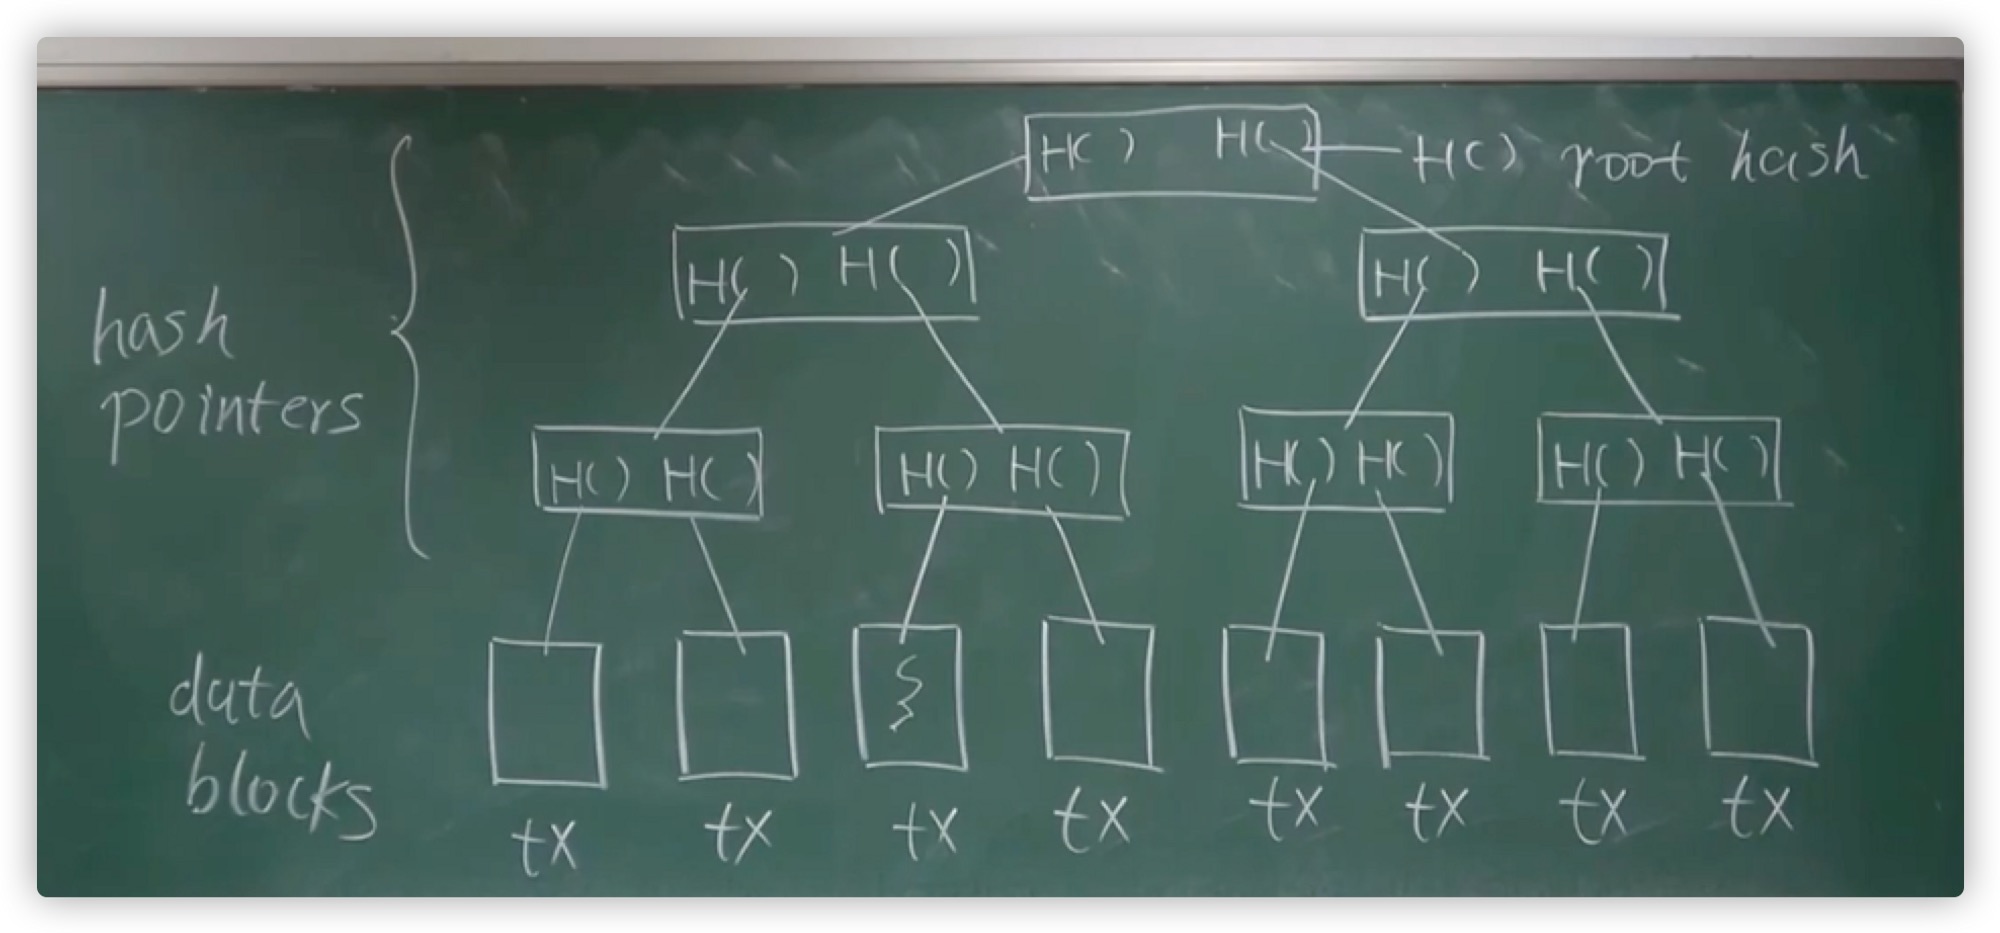 H() H() H() root hash
H() H() H() H()
hash
pointers
H() H() H() H() H() H() H() H()
data
blocks
tx tx tx tx tx tx tx tx